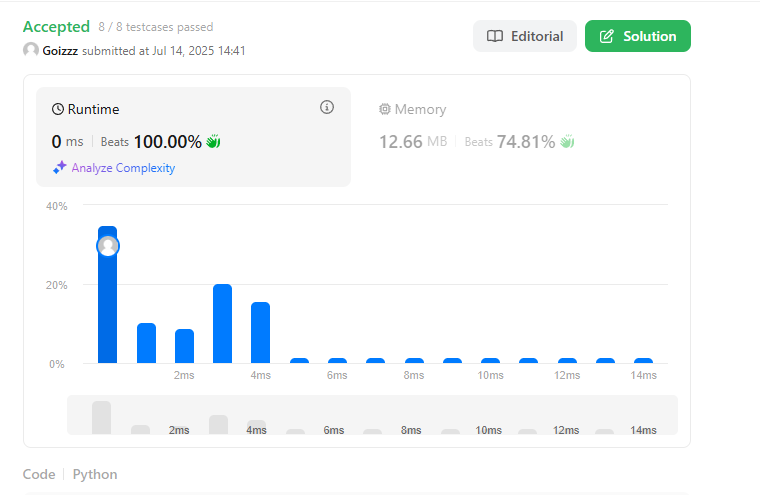 Accepted 8 / 8 testcases passed
Goizzz submitted at Jul 14, 2025 14:41
Editorial
Solution
Runtime
0 ms | Beats 100.00%
Analyze Complexity
Memory
12.66 MB | Beats 74.81%
40%
20%
0%
2ms 4ms 6ms 8ms 10ms 12ms 14ms
2ms 4ms 6ms 8ms 10ms 12ms 14ms
Code | Python